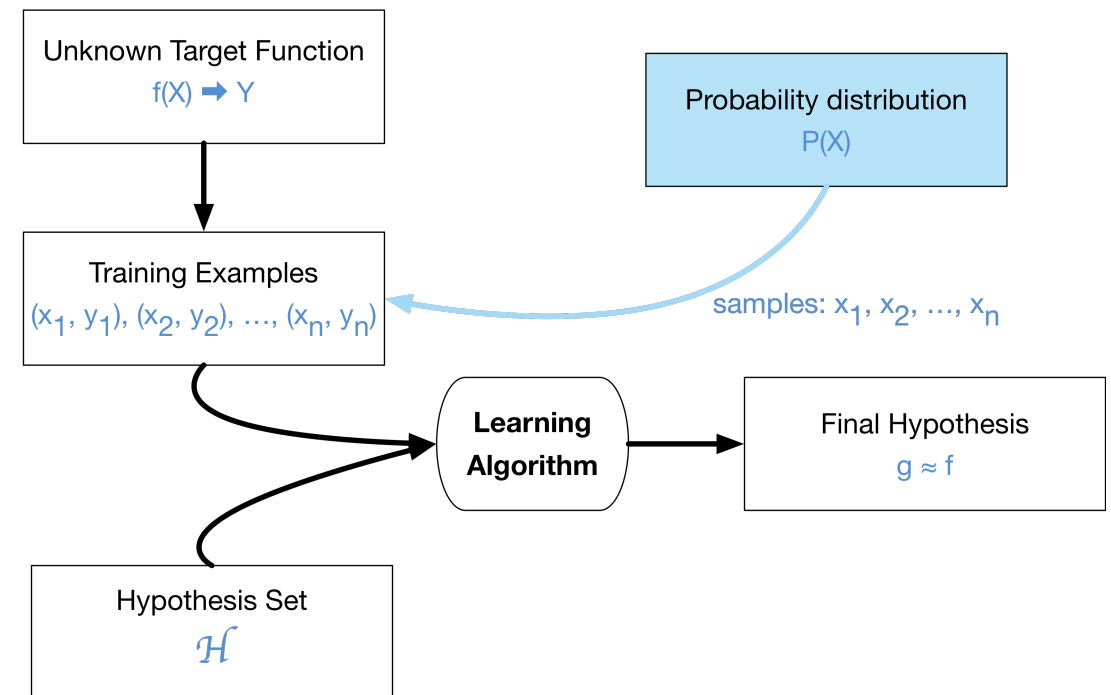 Unknown Target Function
f(X) ➡ Y
Probability distribution
P(X)
Training Examples
(x₁, y₁), (x₂, y₂), ..., (xₙ, yₙ)
samples: x₁, x₂, ..., xₙ
Learning
Algorithm
Final Hypothesis
g ≈ f
Hypothesis Set
ℋ